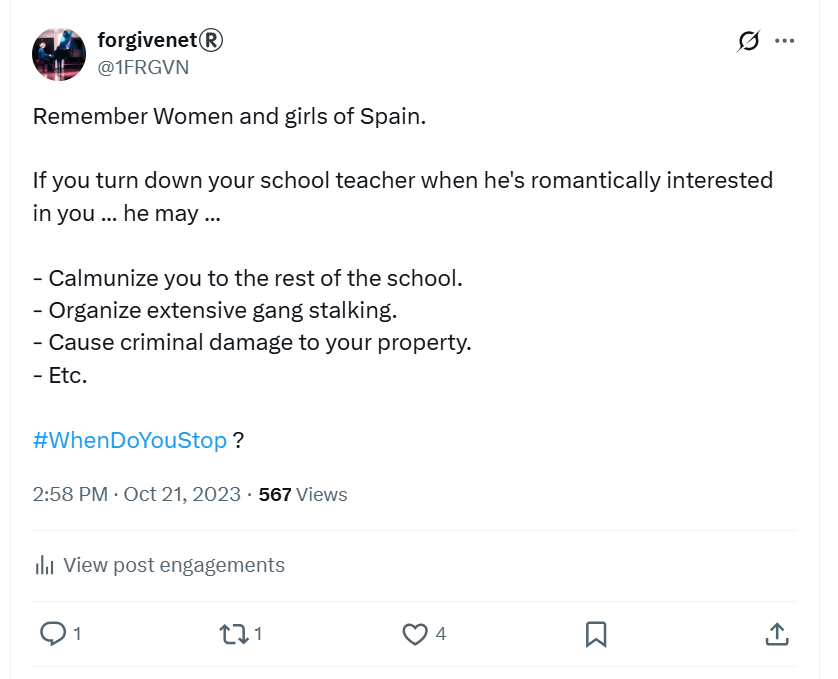 forgivenet®
@1FRGVN
Remember Women and girls of Spain.
If you turn down your school teacher when he's romantically interested
in you ... he may ...
- Calmunize you to the rest of the school.
- Organize extensive gang stalking.
- Cause criminal damage to your property.
- Etc.
#WhenDoYouStop ?
2:58 PM · Oct 21, 2023 · 567 Views
View post engagements
1 1 4